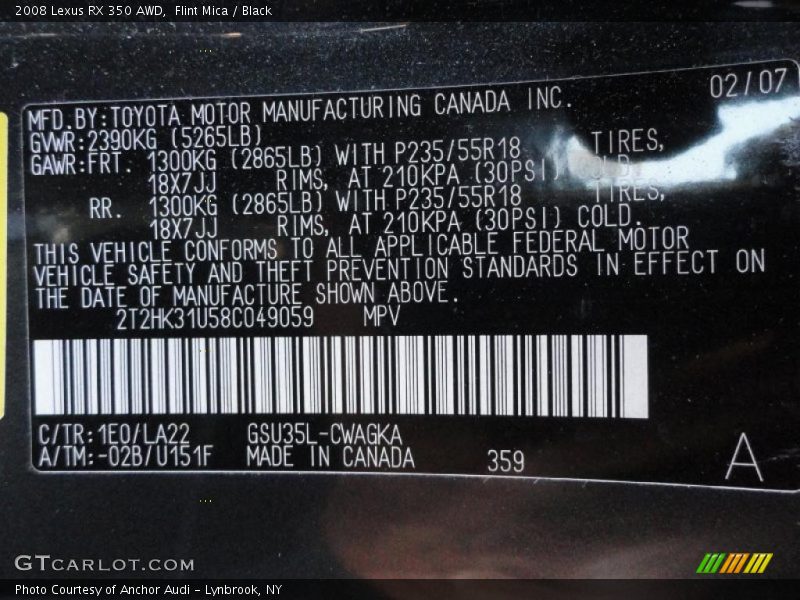 2008 Lexus RX 350 AWD,  Flint Mica / Black
02/07
MFD.BY:TOYOTA MOTOR MANUFACTURING CANADA INC.
GVWR:2390KG (5265LB)
GAWR:FRT. 1300KG (2865LB) WITH P235/55R18 TIRES,
18X7JJ RIMS, AT 210KPA (30PSI)
RR. 1300KG (2865LB) WITH P235/55R18 TIRES,
18X7JJ RIMS, AT 210KPA (30PSI) COLD.
THIS VEHICLE CONFORMS TO ALL APPLICABLE FEDERAL MOTOR
VEHICLE SAFETY AND THEFT PREVENTION STANDARDS IN EFFECT ON
THE DATE OF MANUFACTURE SHOWN ABOVE.
2T2HK31U58C049059 MPV
C/TR:1E0/LA22 GSU35L-CWAGKA
A/TM:-02B/U151F MADE IN CANADA 359
A
GTCARLOT.COM
Photo Courtesy of Anchor Audi - Lynbrook, NY